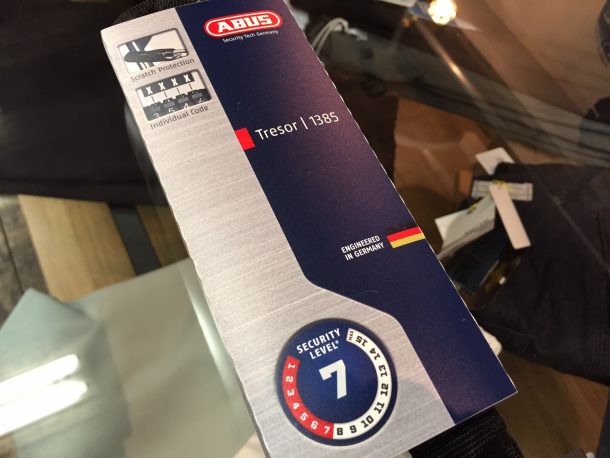 ABUS
Security Tech Germany
Scratch Protection
X X X X
Individual Code
Tresor | 1385
ENGINEERED
IN GERMANY
SECURITY
LEVEL
7
1 2 3 4 5 6 7 8 9 10 11 12 13 14 15